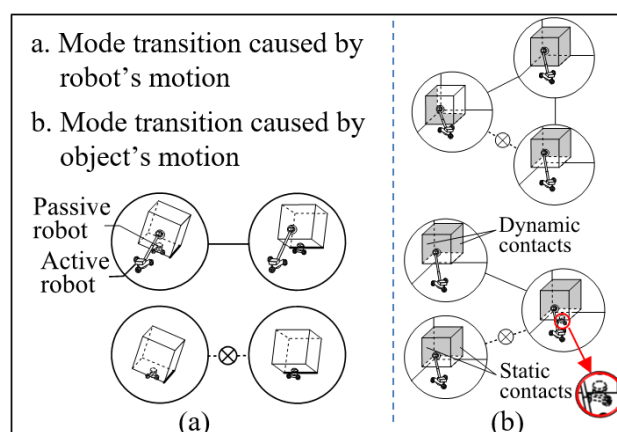 a. Mode transition caused by
robot's motion
b. Mode transition caused by
object's motion
Passive
robot
Active
robot
(a)
Dynamic
contacts
Static
contacts
(b)